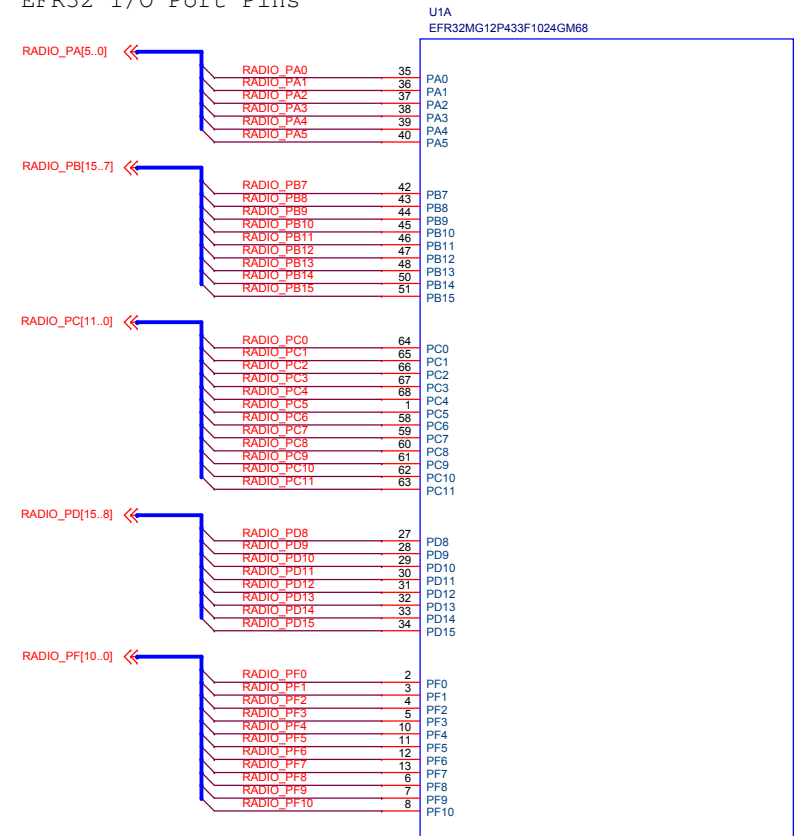 EFR32 I/O Port Pins
U1A
EFR32MG12P433F1024GM68
RADIO_PA[5..0]
RADIO_PA0 35 PA0
RADIO_PA1 36 PA1
RADIO_PA2 37 PA2
RADIO_PA3 38 PA3
RADIO_PA4 39 PA4
RADIO_PA5 40 PA5
RADIO_PB[15..7]
RADIO_PB7 42 PB7
RADIO_PB8 43 PB8
RADIO_PB9 44 PB9
RADIO_PB10 45 PB10
RADIO_PB11 46 PB11
RADIO_PB12 47 PB12
RADIO_PB13 48 PB13
RADIO_PB14 50 PB14
RADIO_PB15 51 PB15
RADIO_PC[11..0]
RADIO_PC0 64 PC0
RADIO_PC1 65 PC1
RADIO_PC2 66 PC2
RADIO_PC3 67 PC3
RADIO_PC4 68 PC4
RADIO_PC5 1 PC5
RADIO_PC6 58 PC6
RADIO_PC7 59 PC7
RADIO_PC8 60 PC8
RADIO_PC9 61 PC9
RADIO_PC10 62 PC10
RADIO_PC11 63 PC11
RADIO_PD[15..8]
RADIO_PD8 27 PD8
RADIO_PD9 28 PD9
RADIO_PD10 29 PD10
RADIO_PD11 30 PD11
RADIO_PD12 31 PD12
RADIO_PD13 32 PD13
RADIO_PD14 33 PD14
RADIO_PD15 34 PD15
RADIO_PF[10..0]
RADIO_PF0 2 PF0
RADIO_PF1 3 PF1
RADIO_PF2 4 PF2
RADIO_PF3 5 PF3
RADIO_PF4 10 PF4
RADIO_PF5 11 PF5
RADIO_PF6 12 PF6
RADIO_PF7 13 PF7
RADIO_PF8 6 PF8
RADIO_PF9 7 PF9
RADIO_PF10 8 PF10